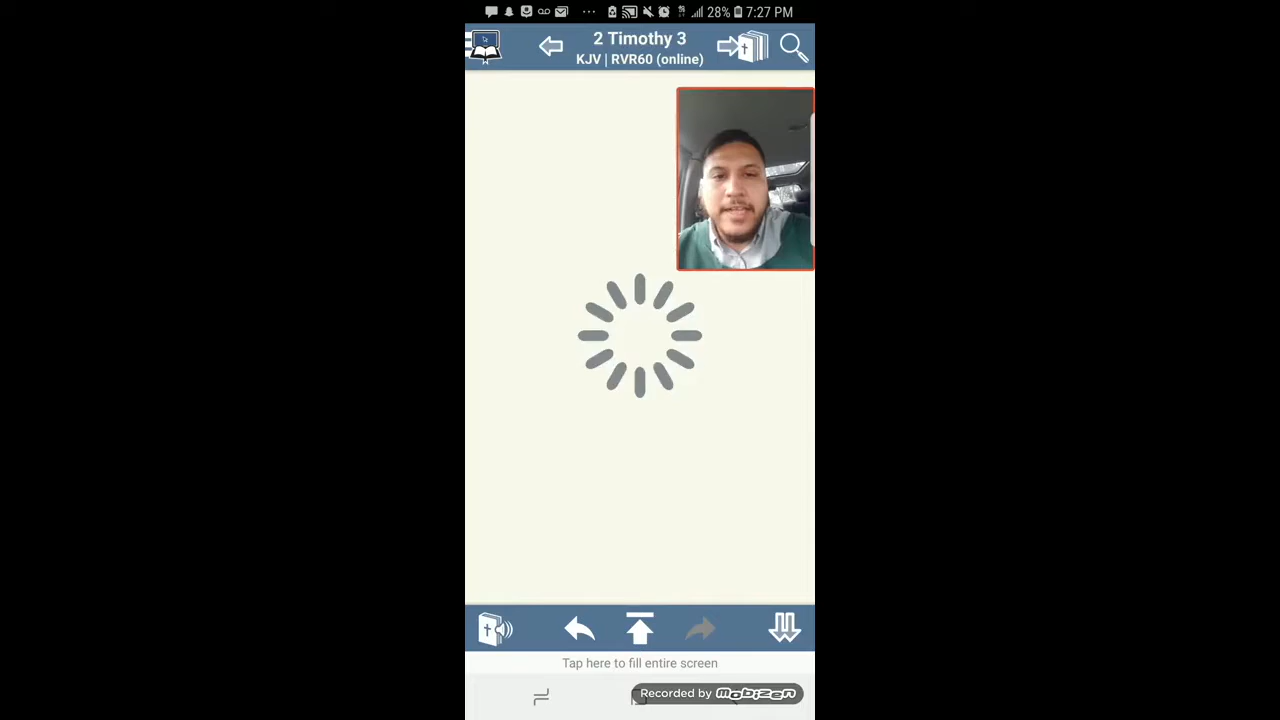 28% 7:27 PM
2 Timothy 3
KJV | RVR60 (online)
Tap here to fill entire screen
Recorded by MOBIZEN